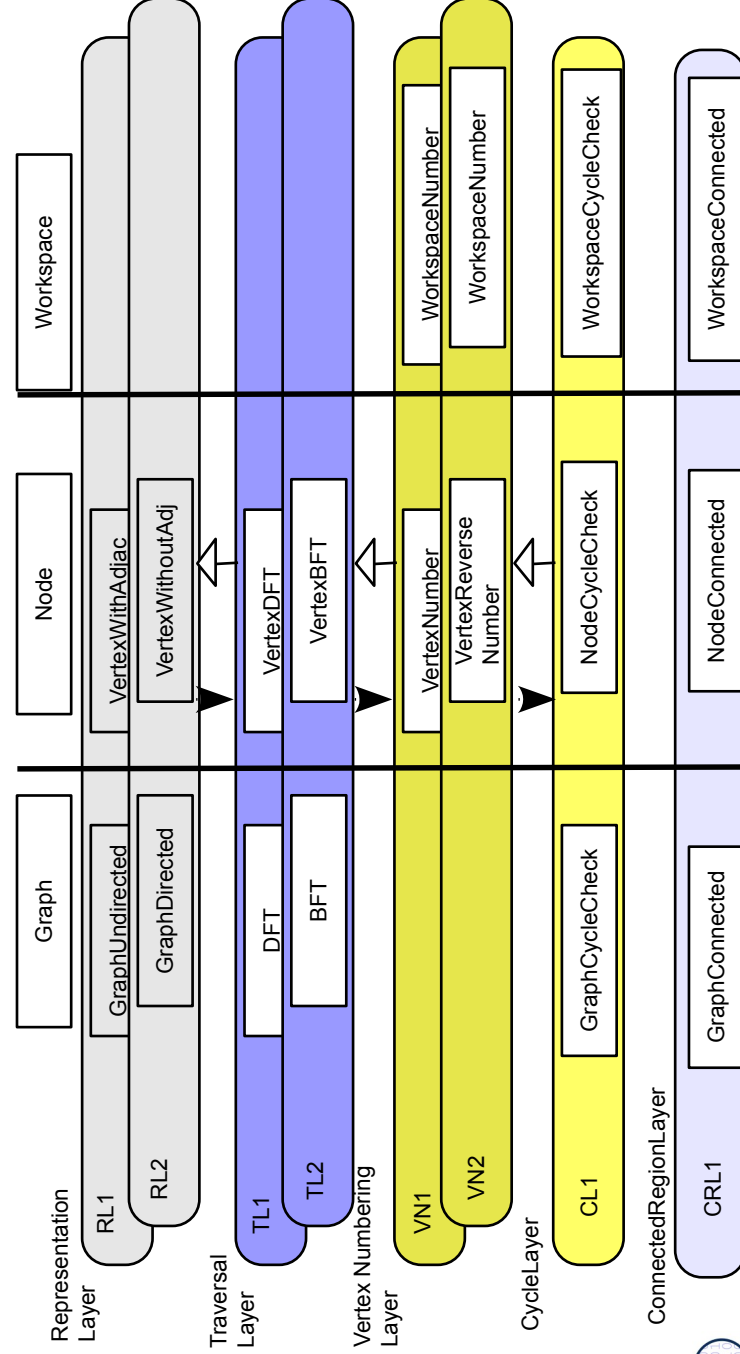 Graph
Node
Workspace
Representation
Layer
RL1
GraphUndirected
VertexWithAdjac
RL2
GraphDirected
VertexWithoutAdj
Traversal
Layer
TL1
DFT
VertexDFT
TL2
BFT
VertexBFT
Vertex Numbering
Layer
VN1
VertexNumber
WorkspaceNumber
VN2
VertexReverse
Number
WorkspaceNumber
CycleLayer
CL1
GraphCycleCheck
NodeCycleCheck
WorkspaceCycleCheck
ConnectedRegionLayer
CRL1
GraphConnected
NodeConnected
WorkspaceConnected